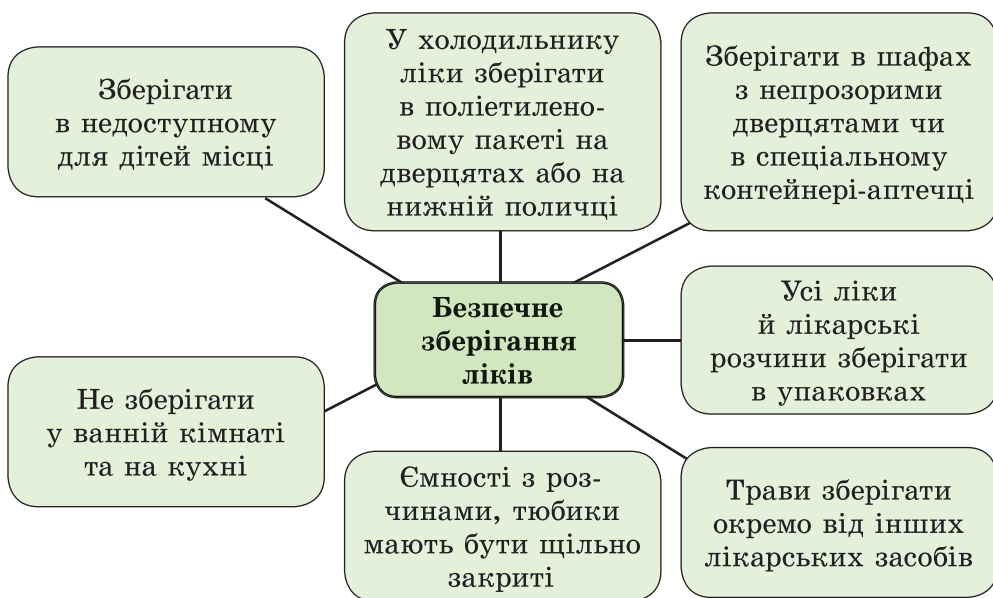 Зберігати
в недоступному
для дітей місці
У холодильнику
ліки зберігати
в поліетилено-
вому пакеті на
дверцятах або на
нижній поличці
Зберігати в шафах
з непрозорими
дверцятами чи
в спеціальному
контейнері-аптечці
Безпечне
зберігання
ліків
Усі ліки
й лікарські
розчини зберігати
в упаковках
Не зберігати
у ванній кімнаті
та на кухні
Ємності з роз-
чинами, тюбики
мають бути щільно
закриті
Трави зберігати
окремо від інших
лікарських засобів